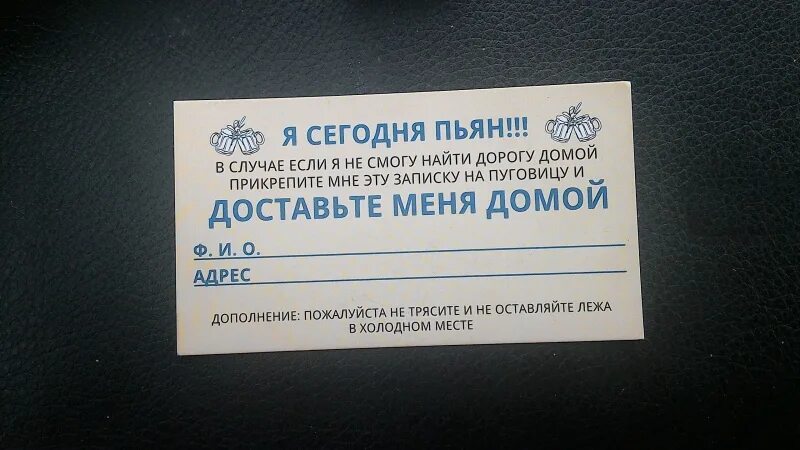 Я СЕГОДНЯ ПЬЯН!!!
В СЛУЧАЕ ЕСЛИ Я НЕ СМОГУ НАЙТИ ДОРОГУ ДОМОЙ
ПРИКРЕПИТЕ МНЕ ЭТУ ЗАПИСКУ НА ПУГОВИЦУ И
ДОСТАВЬТЕ МЕНЯ ДОМОЙ
Ф. И. О.
АДРЕС
ДОПОЛНЕНИЕ: ПОЖАЛУЙСТА НЕ ТРЯСИТЕ И НЕ ОСТАВЛЯЙТЕ ЛЕЖА
В ХОЛОДНОМ МЕСТЕ